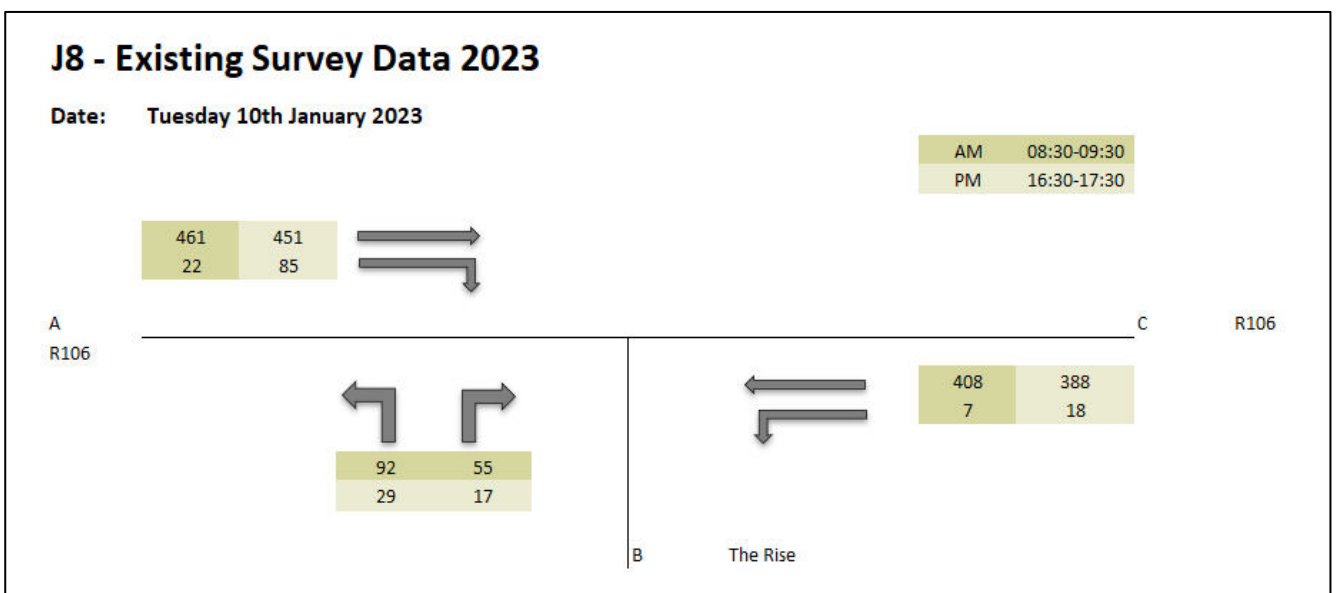 J8 - Existing Survey Data 2023
Date: Tuesday 10th January 2023
AM 08:30-09:30
PM 16:30-17:30
461 451
22 85
A
C R106
R106
408 388
7 18
92 55
29 17
B The Rise